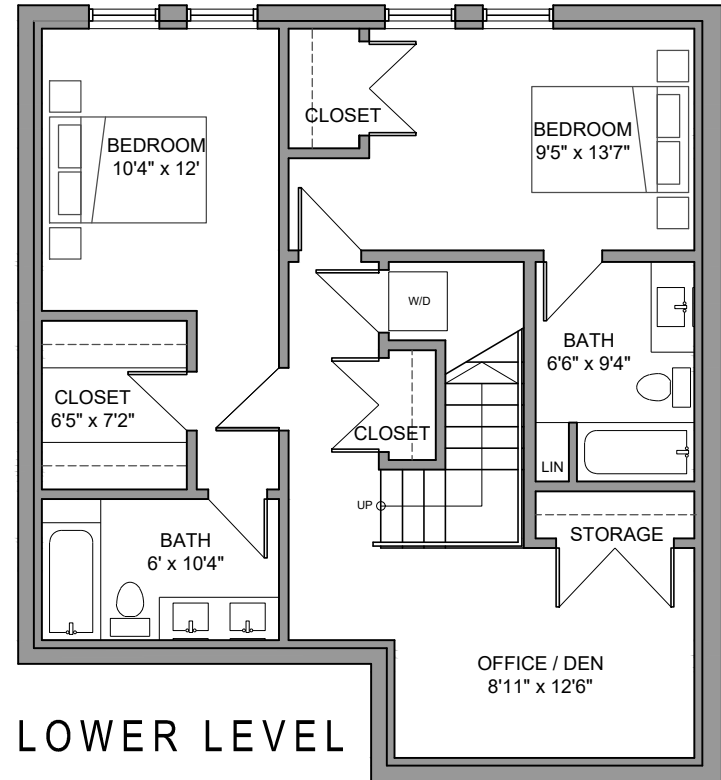 BEDROOM
10'4" x 12'
CLOSET
BEDROOM
9'5" x 13'7"
W/D
BATH
6'6" x 9'4"
CLOSET
6'5" x 7'2"
CLOSET
LIN
UP
BATH
6' x 10'4"
STORAGE
OFFICE / DEN
8'11" x 12'6"
LOWER LEVEL